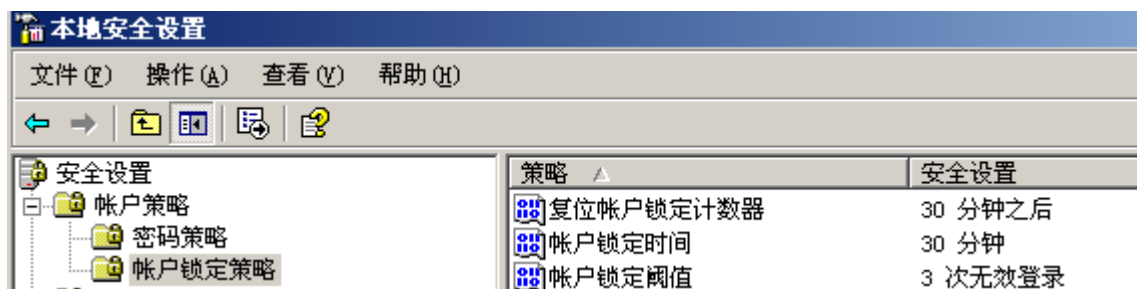 本地安全设置
文件(F) 操作(A) 查看(V) 帮助(H)
安全设置
帐户策略
密码策略
帐户锁定策略
策略 安全设置
复位帐户锁定计数器 30 分钟之后
帐户锁定时间 30 分钟
帐户锁定阈值 3 次无效登录